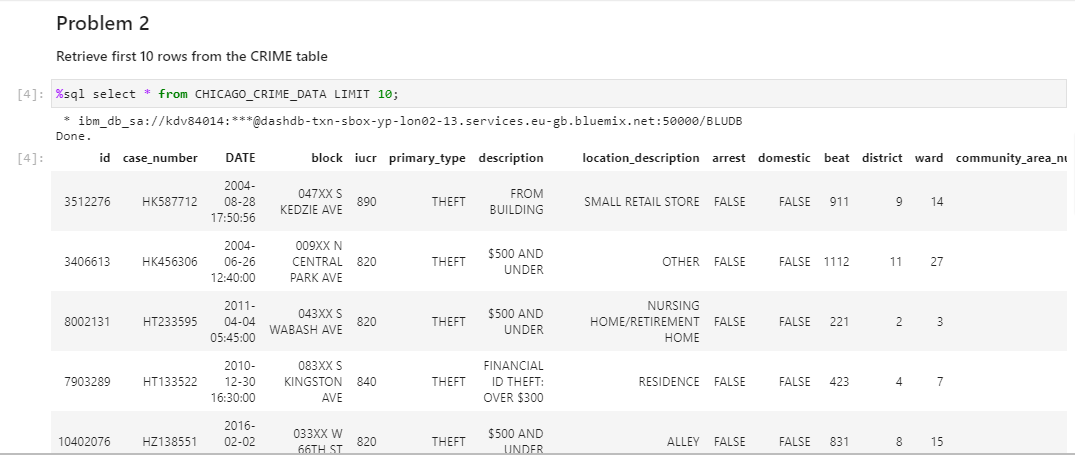 Problem 2
Retrieve first 10 rows from the CRIME table
[4]: %sql select * from CHICAGO_CRIME_DATA LIMIT 10;
* ibm_db_sa://kdv84014:***@dashdb-txn-sbox-yp-lon02-13.services.eu-gb.bluemix.net:50000/BLUDB
Done.
[4]: id case_number DATE block iucr primary_type description location_description arrest domestic beat district ward community_area_nu
2004-
08-28
17:50:56
047XX S
KEDZIE AVE
FROM
BUILDING
3512276 HK587712 890 THEFT SMALL RETAIL STORE FALSE FALSE 911 9 14
2004-
06-26
12:40:00
009XX N
CENTRAL
PARK AVE
$500 AND
UNDER
3406613 HK456306 820 THEFT OTHER FALSE FALSE 1112 11 27
2011-
04-04
05:45:00
043XX S
WABASH AVE
$500 AND
UNDER
NURSING
HOME/RETIREMENT
HOME
8002131 HT233595 820 THEFT FALSE FALSE 221 2 3
2010-
12-30
16:30:00
083XX S
KINGSTON
AVE
FINANCIAL
ID THEFT:
OVER $300
7903289 HT133522 840 THEFT RESIDENCE FALSE FALSE 423 4 7
2016-
02-02
033XX W
66TH ST
$500 AND
UNDER
10402076 HZ138551 820 THEFT ALLEY FALSE FALSE 831 8 15